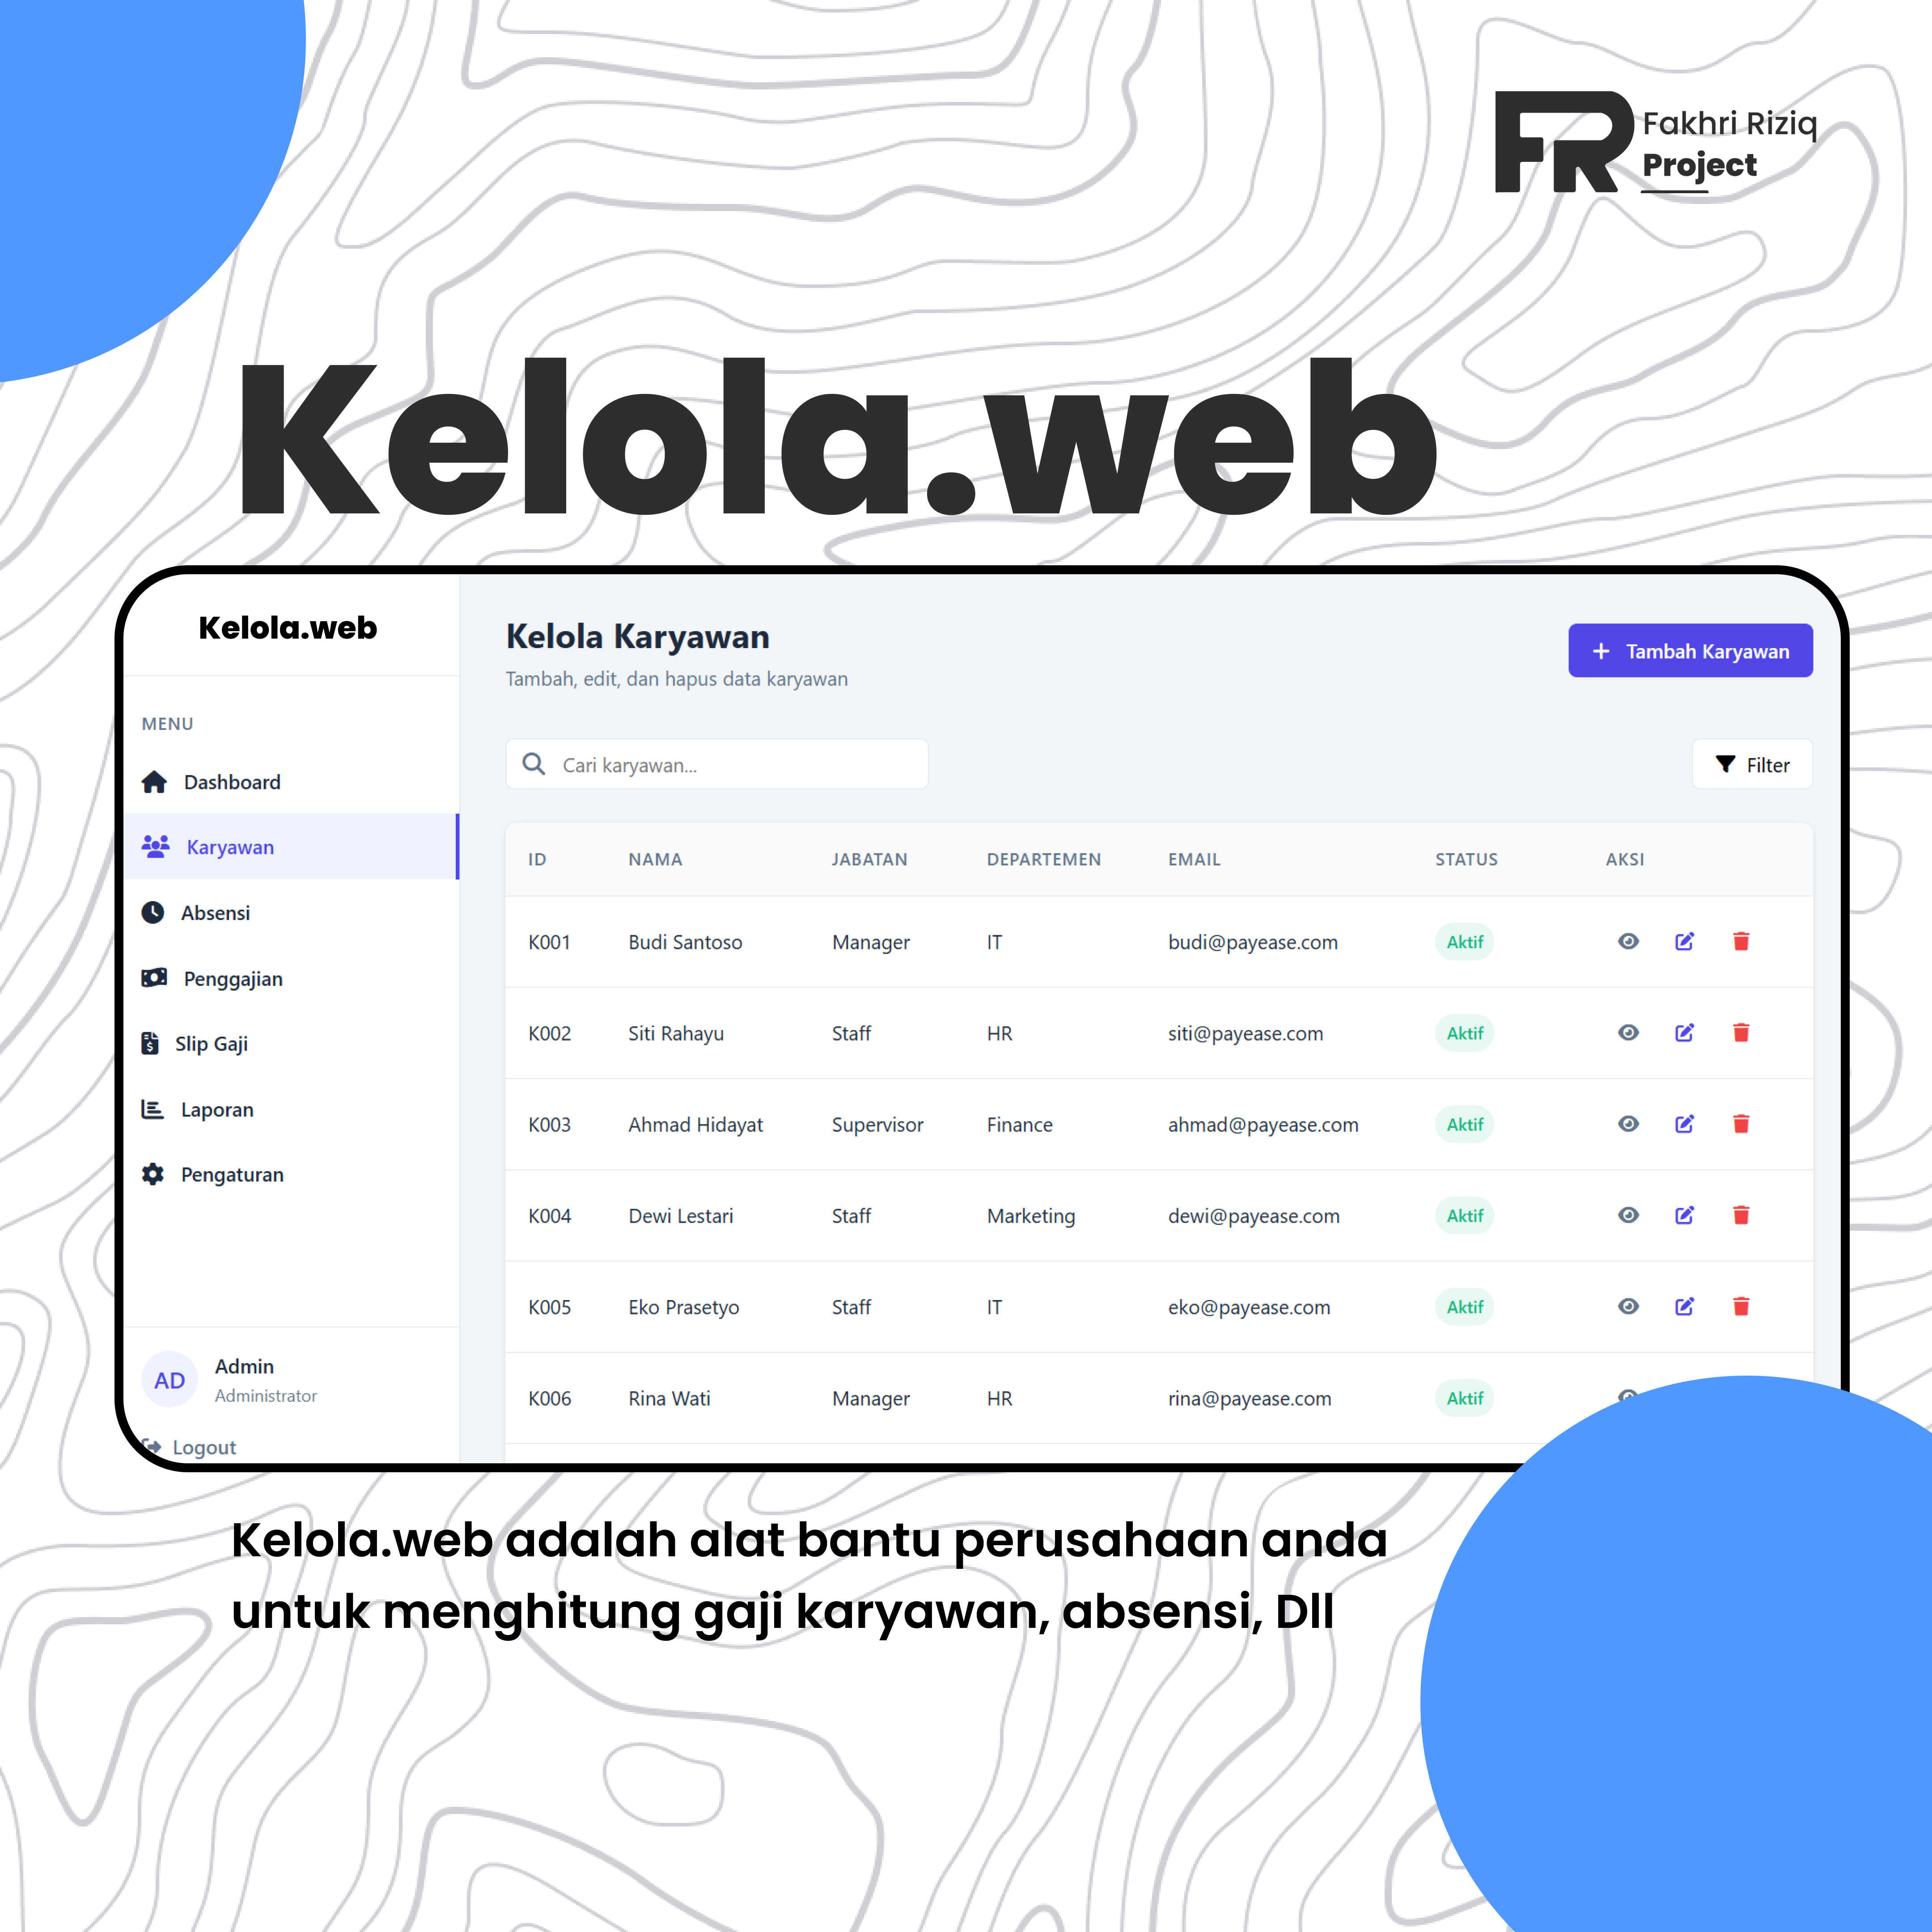 Fakhri Riziq
Project
Kelola.web
Kelola.web
MENU
Dashboard
Karyawan
Absensi
Penggajian
Slip Gaji
Laporan
Pengaturan
AD
Admin
Administrator
Logout
Kelola Karyawan
Tambah, edit, dan hapus data karyawan
+ Tambah Karyawan
Cari karyawan...
Filter
ID NAMA JABATAN DEPARTEMEN EMAIL STATUS AKSI
K001 Budi Santoso Manager IT budi@payease.com Aktif
K002 Siti Rahayu Staff HR siti@payease.com Aktif
K003 Ahmad Hidayat Supervisor Finance ahmad@payease.com Aktif
K004 Dewi Lestari Staff Marketing dewi@payease.com Aktif
K005 Eko Prasetyo Staff IT eko@payease.com Aktif
K006 Rina Wati Manager HR rina@payease.com Aktif
Kelola.web adalah alat bantu perusahaan anda
untuk menghitung gaji karyawan, absensi, Dll